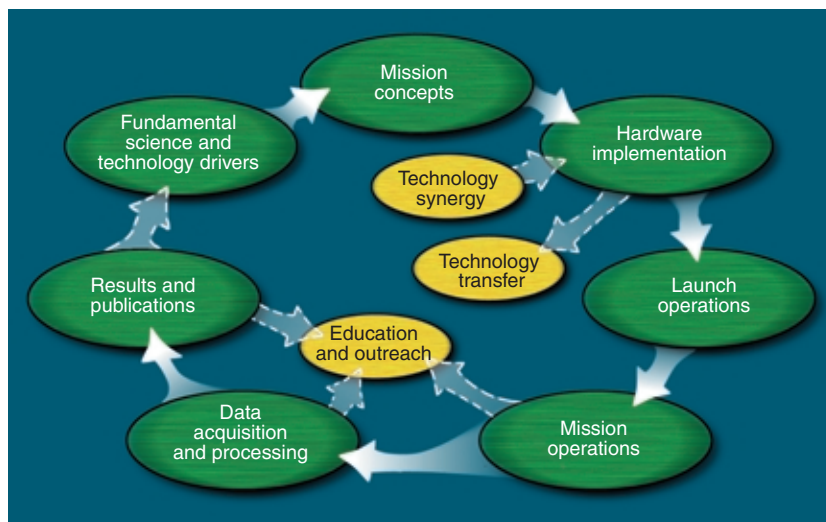 Mission
concepts
Fundamental
science and
technology drivers
Hardware
implementation
Technology
synergy
Technology
transfer
Results and
publications
Launch
operations
Education
and outreach
Data
acquisition
and processing
Mission
operations